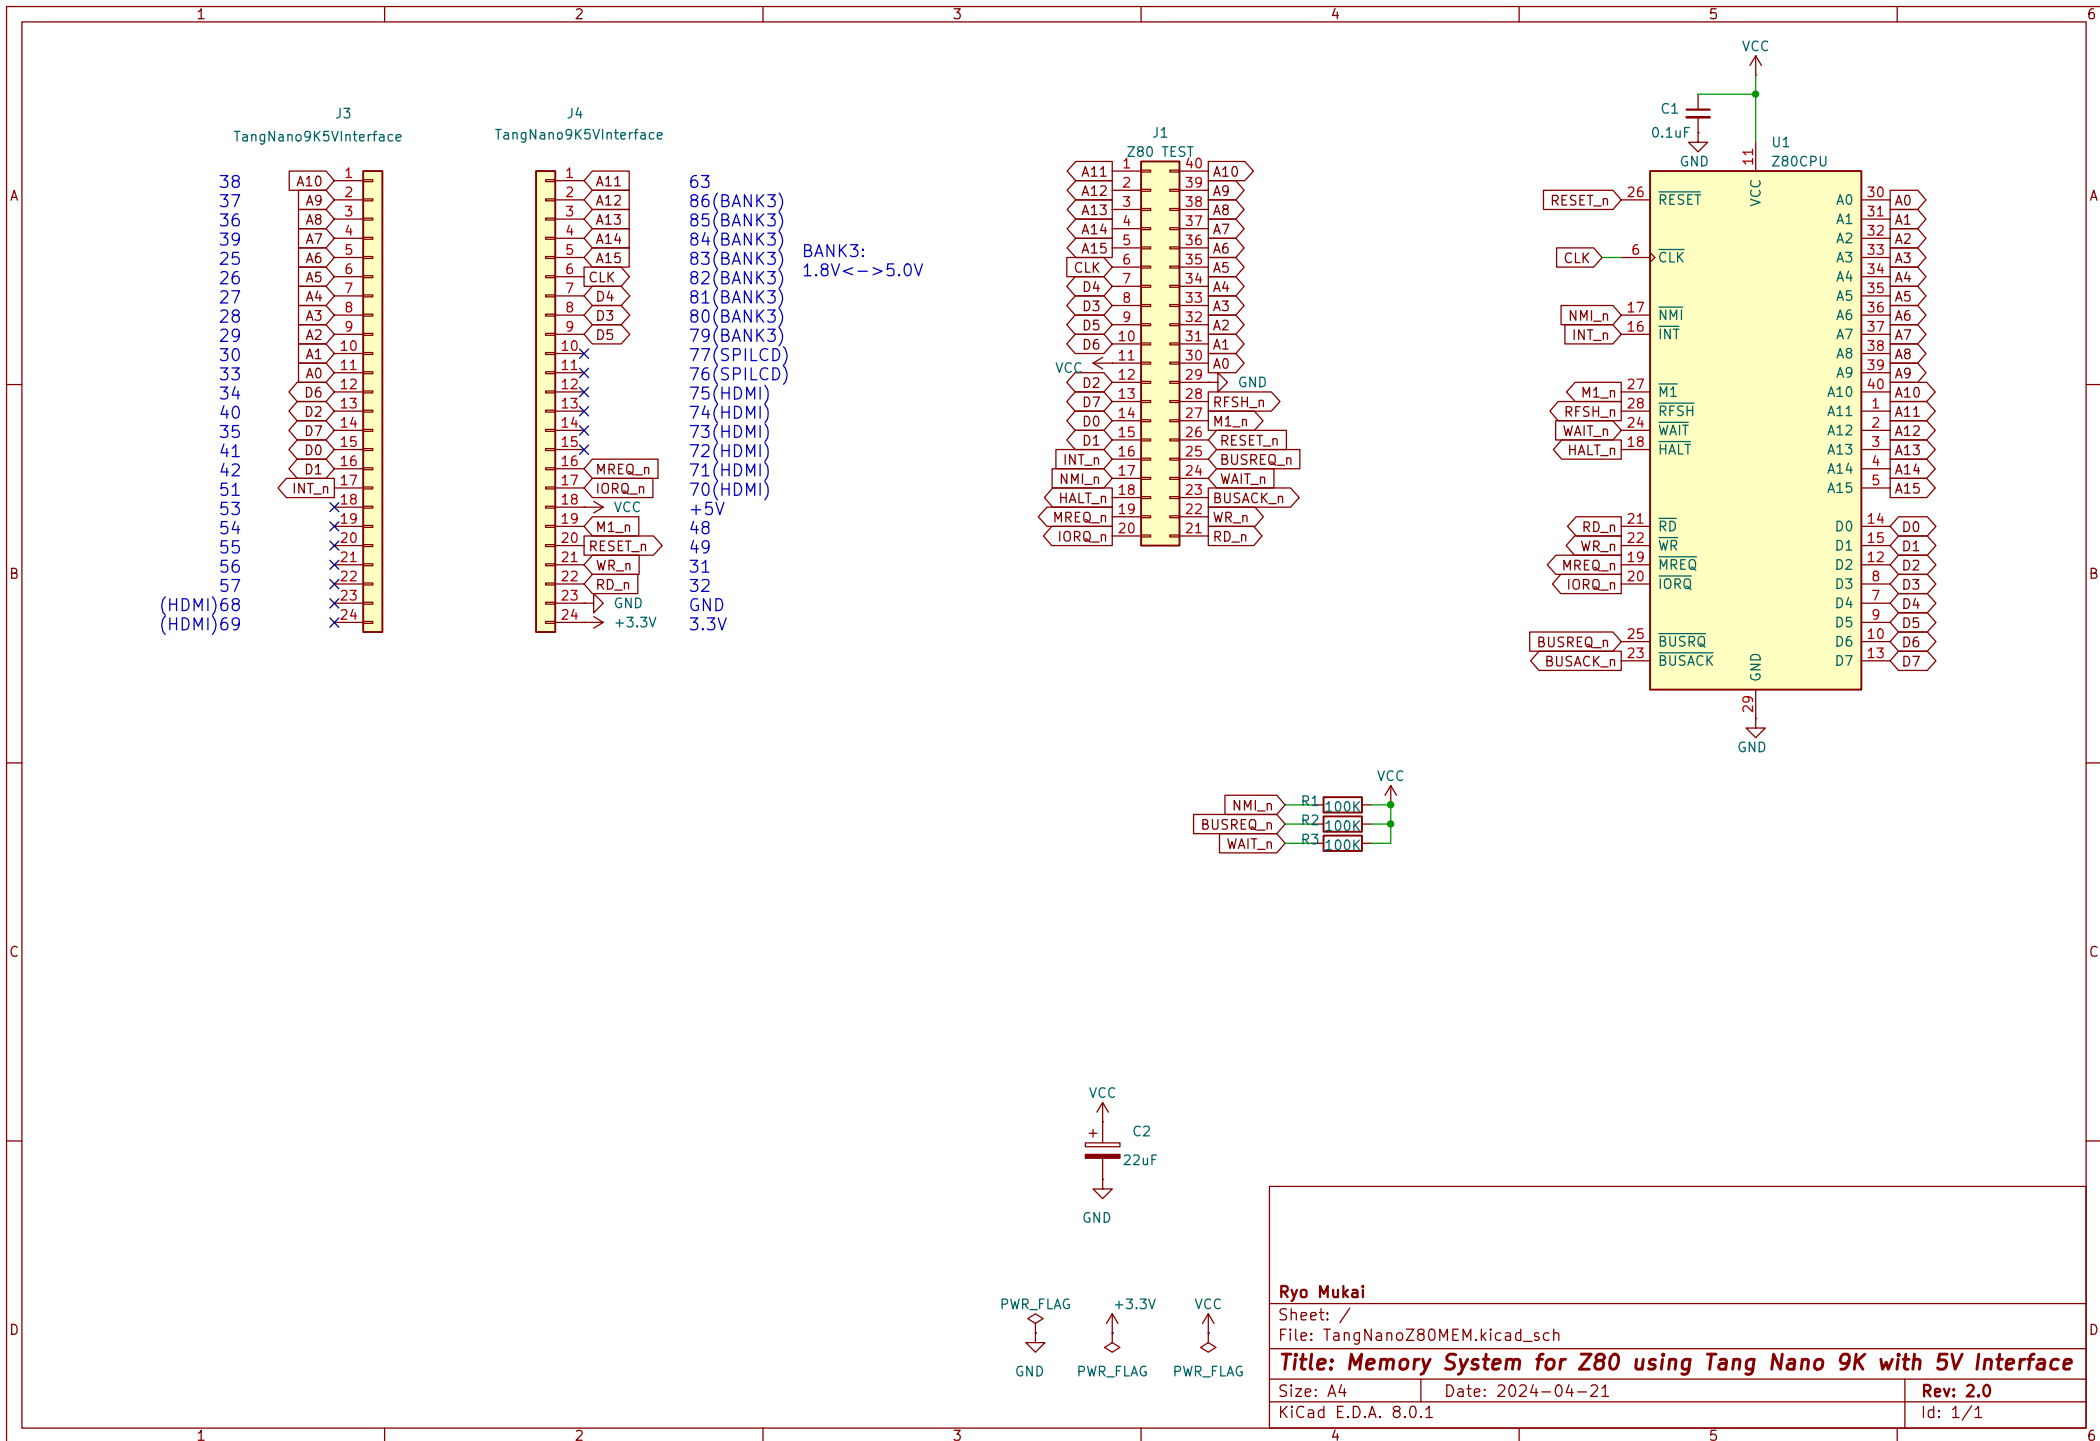 1 2 3 4 5 6
A
B
C
D
J3
TangNano9K5VInterface
38 A10 1
37 A9 2
36 A8 3
39 A7 4
25 A6 5
26 A5 6
27 A4 7
28 A3 8
29 A2 9
30 A1 10
33 A0 11
34 D6 12
40 D2 13
35 D7 14
41 D0 15
42 D1 16
51 INT_n 17
53 18
54 19
55 20
56 21
57 22
(HDMI)68 23
(HDMI)69 24
J4
TangNano9K5VInterface
1 A11 63
2 A12 86(BANK3)
3 A13 85(BANK3)
4 A14 84(BANK3)
5 A15 83(BANK3)
6 CLK 82(BANK3)
7 D4 81(BANK3)
8 D3 80(BANK3)
9 D5 79(BANK3)
10 77(SPILCD)
11 76(SPILCD)
12 75(HDMI)
13 74(HDMI)
14 73(HDMI)
15 72(HDMI)
16 MREQ_n 71(HDMI)
17 IORQ_n 70(HDMI)
18 VCC +5V
19 M1_n 48
20 RESET_n 49
21 WR_n 31
22 RD_n 32
23 GND GND
24 +3.3V 3.3V
BANK3:
1.8V<->5.0V
J1
Z80 TEST
A11 1 40 A10
A12 2 39 A9
A13 3 38 A8
A14 4 37 A7
A15 5 36 A6
CLK 6 35 A5
D4 7 34 A4
D3 8 33 A3
D5 9 32 A2
D6 10 31 A1
VCC 11 30 A0
D2 12 29 GND
D7 13 28 RFSH_n
D0 14 27 M1_n
D1 15 26 RESET_n
INT_n 16 25 BUSREQ_n
NMI_n 17 24 WAIT_n
HALT_n 18 23 BUSACK_n
MREQ_n 19 22 WR_n
IORQ_n 20 21 RD_n
VCC
C1
0.1uF
GND
U1
Z80CPU
11
VCC
RESET_n 26 RESET
CLK 6 CLK
NMI_n 17 NMI
INT_n 16 INT
M1_n 27 M1
RFSH_n 28 RFSH
WAIT_n 24 WAIT
HALT_n 18 HALT
RD_n 21 RD
WR_n 22 WR
MREQ_n 19 MREQ
IORQ_n 20 IORQ
BUSREQ_n 25 BUSRQ
BUSACK_n 23 BUSACK
A0 30 A0
A1 31 A1
A2 32 A2
A3 33 A3
A4 34 A4
A5 35 A5
A6 36 A6
A7 37 A7
A8 38 A8
A9 39 A9
A10 40 A10
A11 1 A11
A12 2 A12
A13 3 A13
A14 4 A14
A15 5 A15
D0 14 D0
D1 15 D1
D2 12 D2
D3 8 D3
D4 7 D4
D5 9 D5
D6 10 D6
D7 13 D7
GND
29
GND
VCC
NMI_n R1 100K
BUSREQ_n R2 100K
WAIT_n R3 100K
VCC
+ C2
22uF
GND
PWR_FLAG +3.3V VCC
GND PWR_FLAG PWR_FLAG
Ryo Mukai
Sheet: /
File: TangNanoZ80MEM.kicad_sch
Title: Memory System for Z80 using Tang Nano 9K with 5V Interface
Size: A4 Date: 2024-04-21 Rev: 2.0
KiCad E.D.A. 8.0.1 Id: 1/1
A
B
C
D
1 2 3 4 5 6